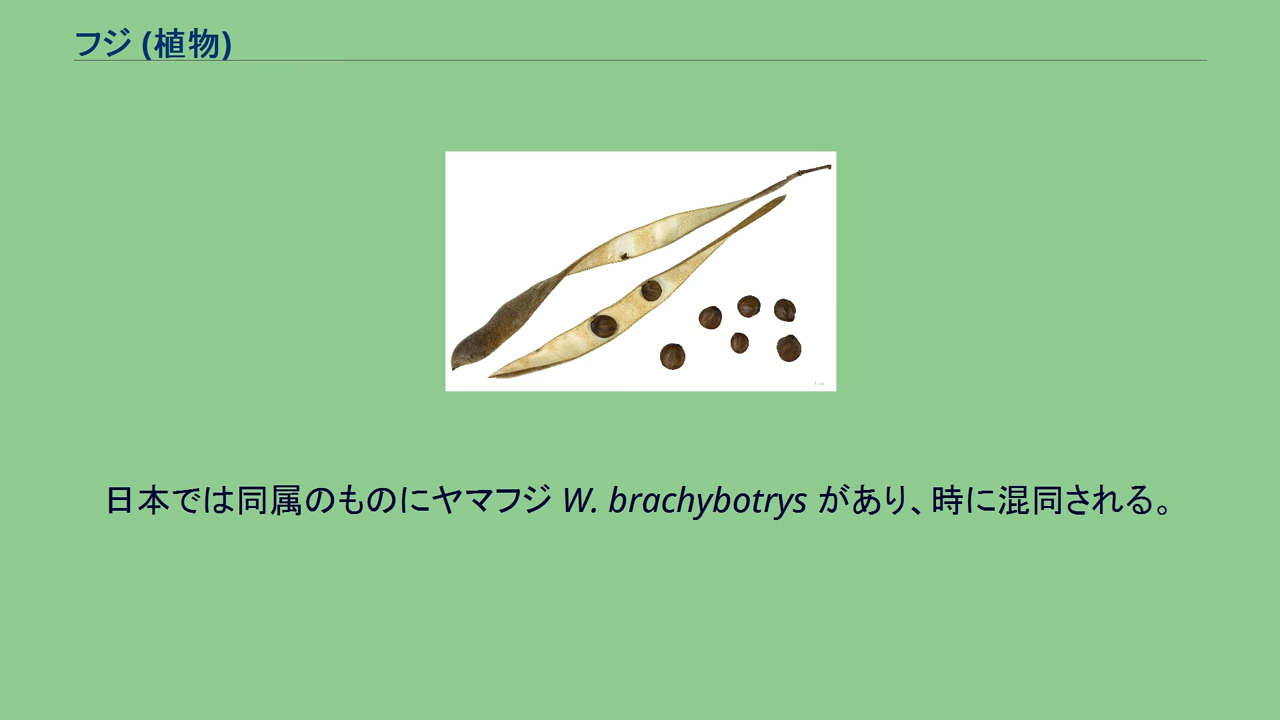 フジ (植物)
日本では同属のものにヤマフジ W. brachybotrys があり、時に混同される。